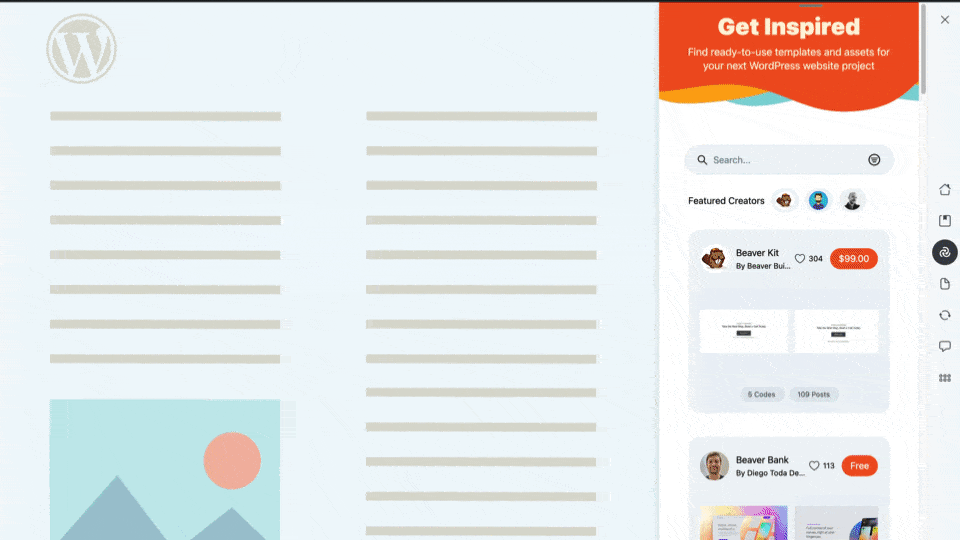 Get Inspired
Find ready-to-use templates and assets for
your next WordPress website project
Search...
Featured Creators
Beaver Kit
304
$99.00
By Beaver Bui...
5 Codes
109 Posts
Beaver Bank
113
Free
By Diego Toda De...